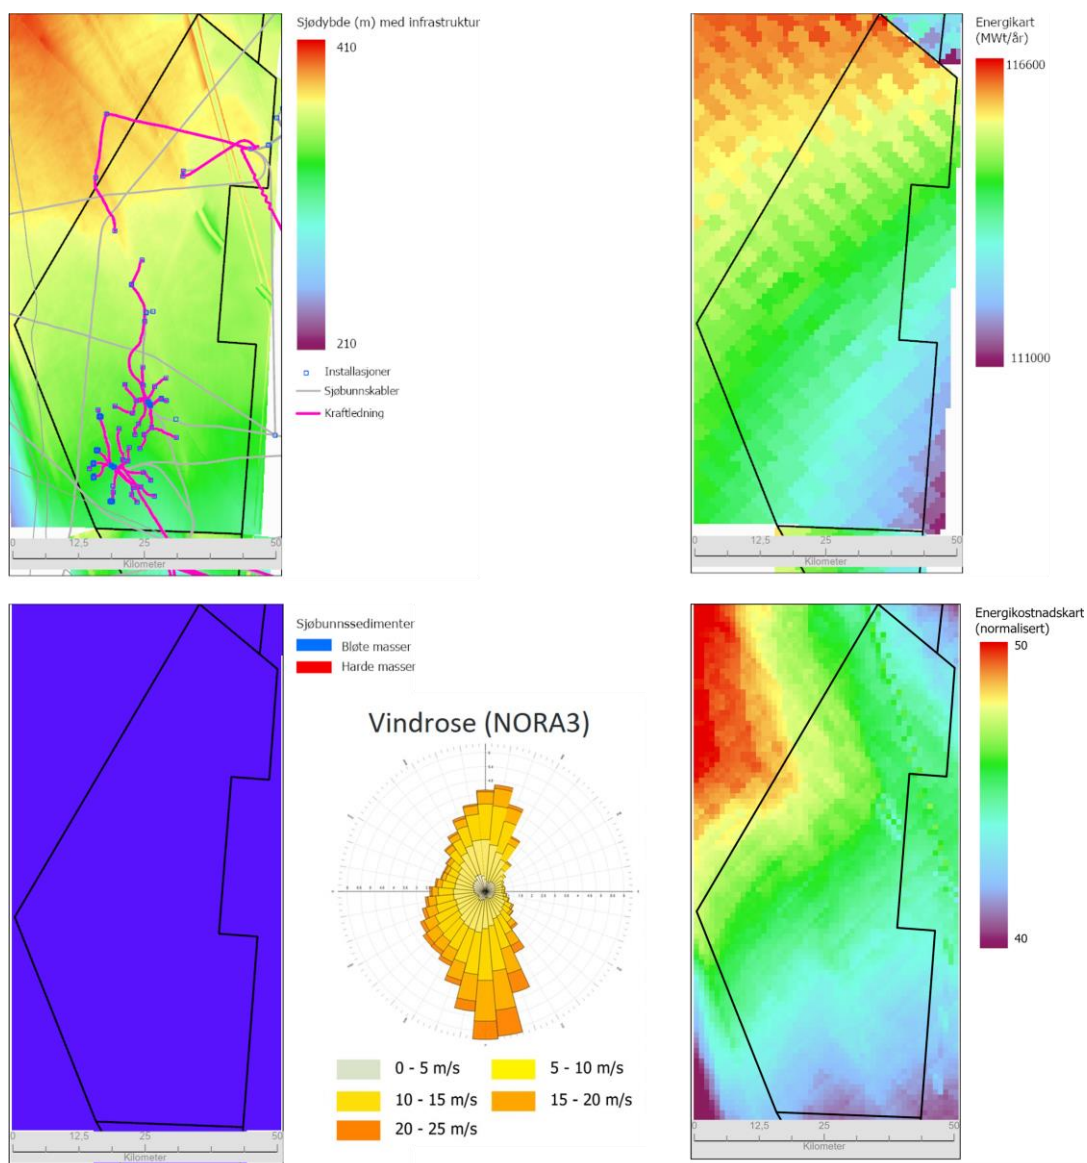 Sjødybde (m) med infrastruktur
410
210
Installasjoner
Sjøbunnskabler
Kraftledning
0 12,5 25 50
Kilometer
Energikart
(MWt/år)
116600
111000
0 12,5 25 50
Kilometer
Sjøbunnssedimenter
Bløte masser
Harde masser
0 12,5 25 50
Kilometer
Vindrose (NORA3)
0 - 5 m/s
5 - 10 m/s
10 - 15 m/s
15 - 20 m/s
20 - 25 m/s
Energikostnadskart
(normalisert)
50
40
0 12,5 25 50
Kilometer